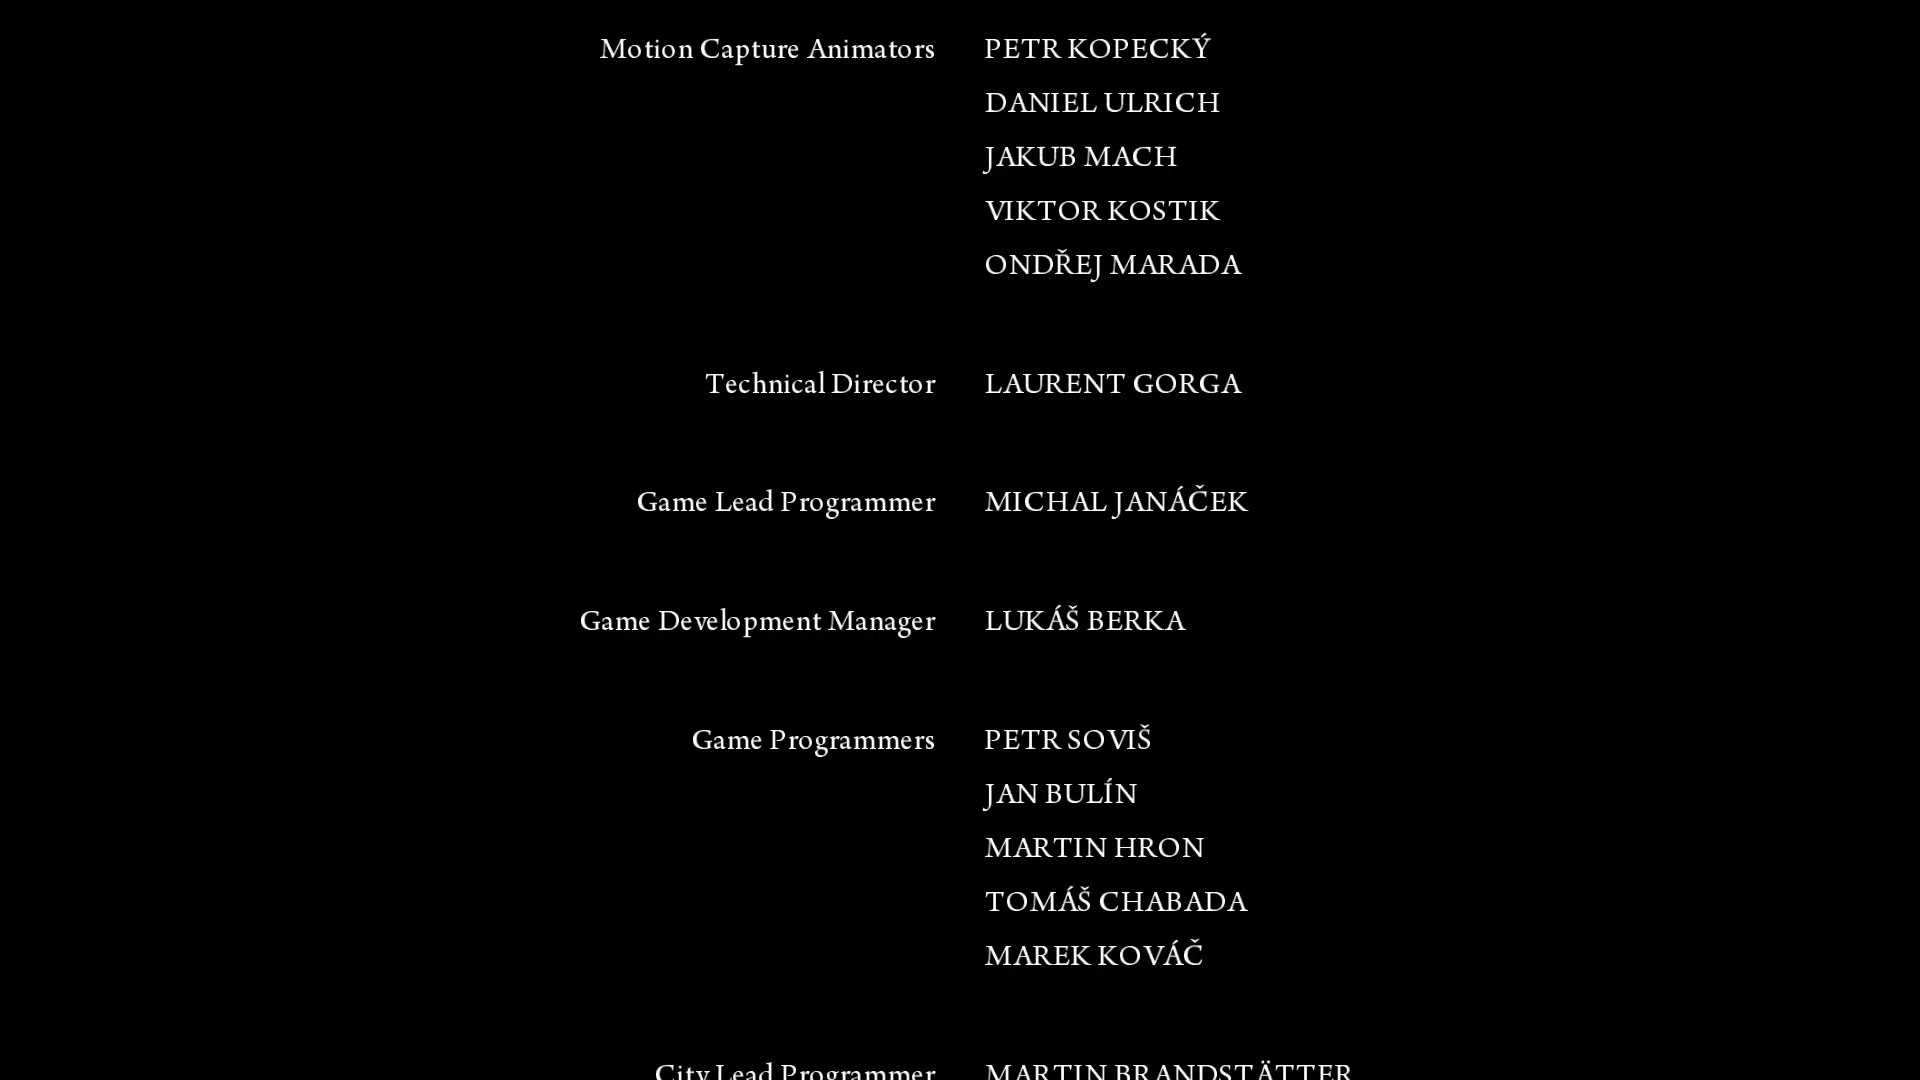 Motion Capture Animators PETR KOPECKÝ
DANIEL ULRICH
JAKUB MACH
VIKTOR KOSTIK
ONDŘEJ MARADA
Technical Director LAURENT GORGA
Game Lead Programmer MICHAL JANÁČEK
Game Development Manager LUKÁŠ BERKA
Game Programmers PETR SOVIŠ
JAN BULÍN
MARTIN HRON
TOMÁŠ CHABADA
MAREK KOVÁČ
City Lead Programmer MARTIN BRANDSTÄTTER